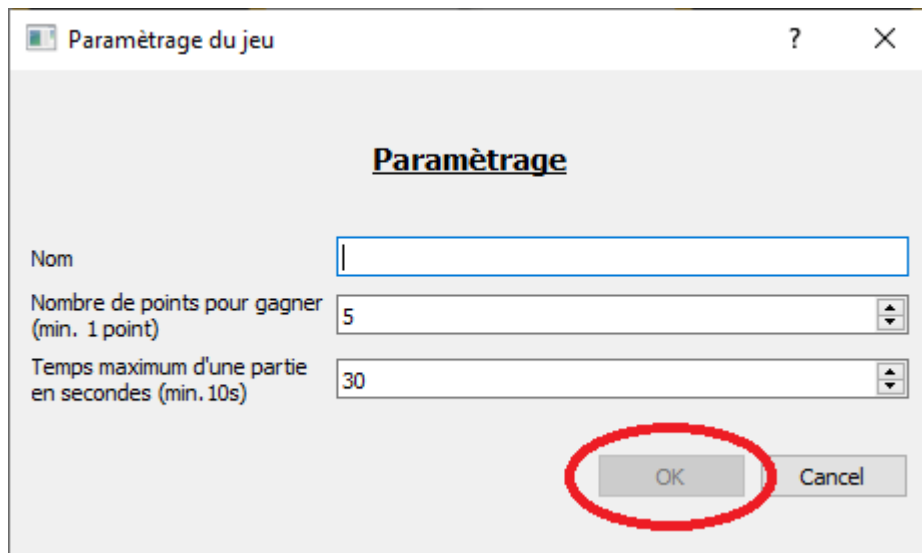 Paramètrage du jeu
?
Paramètrage
Nom
Nombre de points pour gagner
(min. 1 point)
5
Temps maximum d'une partie
en secondes (min. 10s)
30
OK
Cancel